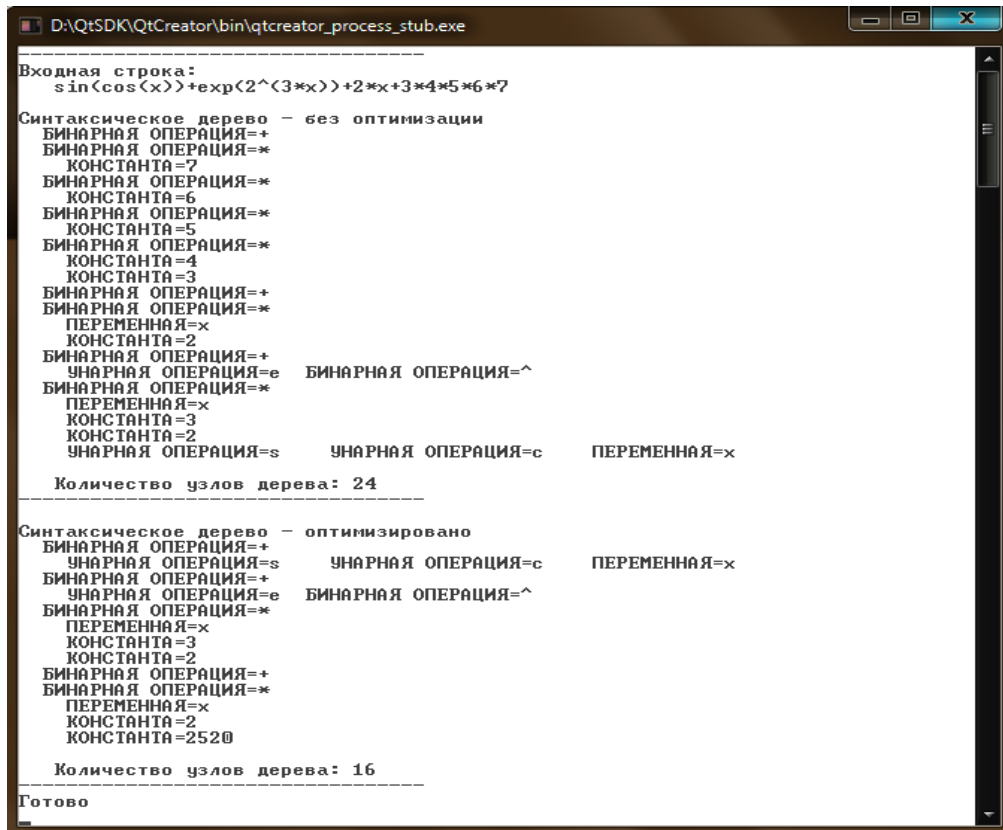 D:\QtSDK\QtCreator\bin\qtcreator_process_stub.exe
----------------------------------
Входная строка:
sin(cos(x))+exp(2^(3*x))+2*x+3*4*5*6*7
Синтаксическое дерево – без оптимизации
БИНАРНАЯ ОПЕРАЦИЯ=+
БИНАРНАЯ ОПЕРАЦИЯ=*
КОНСТАНТА=7
БИНАРНАЯ ОПЕРАЦИЯ=*
КОНСТАНТА=6
БИНАРНАЯ ОПЕРАЦИЯ=*
КОНСТАНТА=5
БИНАРНАЯ ОПЕРАЦИЯ=*
КОНСТАНТА=4
КОНСТАНТА=3
БИНАРНАЯ ОПЕРАЦИЯ=+
БИНАРНАЯ ОПЕРАЦИЯ=*
ПЕРЕМЕННАЯ=x
КОНСТАНТА=2
БИНАРНАЯ ОПЕРАЦИЯ=+
УНАРНАЯ ОПЕРАЦИЯ=e БИНАРНАЯ ОПЕРАЦИЯ=^
БИНАРНАЯ ОПЕРАЦИЯ=*
ПЕРЕМЕННАЯ=x
КОНСТАНТА=3
КОНСТАНТА=2
УНАРНАЯ ОПЕРАЦИЯ=s УНАРНАЯ ОПЕРАЦИЯ=c ПЕРЕМЕННАЯ=x
Количество узлов дерева: 24
----------------------------------
Синтаксическое дерево – оптимизировано
БИНАРНАЯ ОПЕРАЦИЯ=+
УНАРНАЯ ОПЕРАЦИЯ=s УНАРНАЯ ОПЕРАЦИЯ=c ПЕРЕМЕННАЯ=x
БИНАРНАЯ ОПЕРАЦИЯ=+
УНАРНАЯ ОПЕРАЦИЯ=e БИНАРНАЯ ОПЕРАЦИЯ=^
БИНАРНАЯ ОПЕРАЦИЯ=*
ПЕРЕМЕННАЯ=x
КОНСТАНТА=3
КОНСТАНТА=2
БИНАРНАЯ ОПЕРАЦИЯ=+
БИНАРНАЯ ОПЕРАЦИЯ=*
ПЕРЕМЕННАЯ=x
КОНСТАНТА=2
КОНСТАНТА=2520
Количество узлов дерева: 16
----------------------------------
Готово